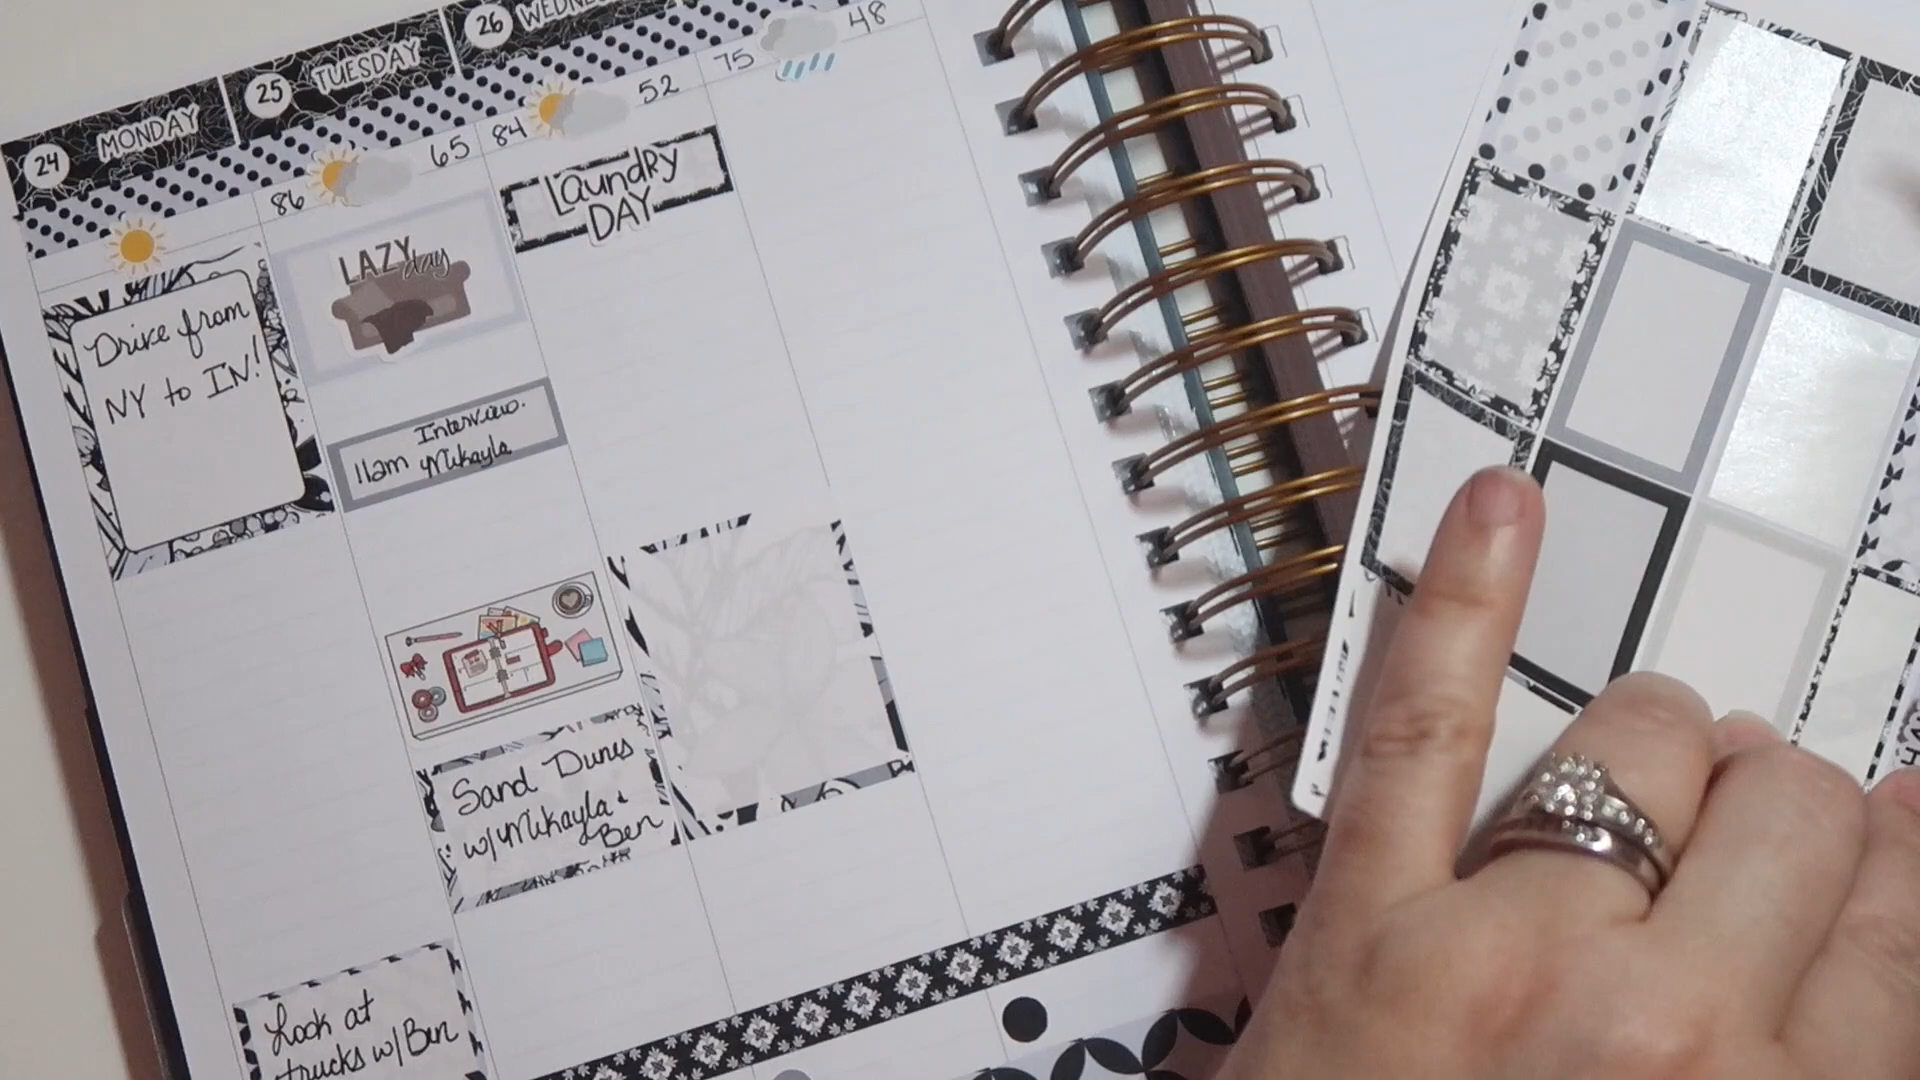 24 MONDAY
25 TUESDAY
26
86
65
84
52
75
48
Drive from
NY to IN!
LAZY
day
Laundry
DAY
Interview.
11am Mikayla
Sand Dunes
w/Mikayla +
Ben
Look at
trucks w/Ben